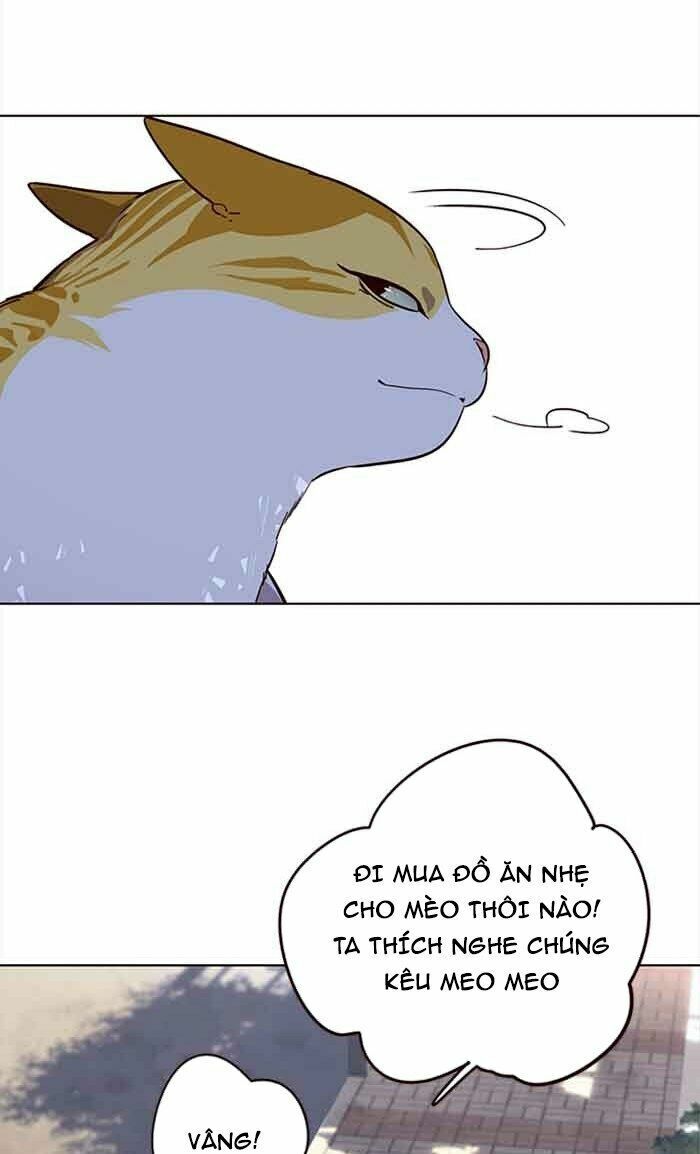 ĐI MUA ĐỒ ĂN NHẸ
CHO MÈO THÔI NÀO!
TA THÍCH NGHE CHÚNG
KÊU MEO MEO
VÂNG!